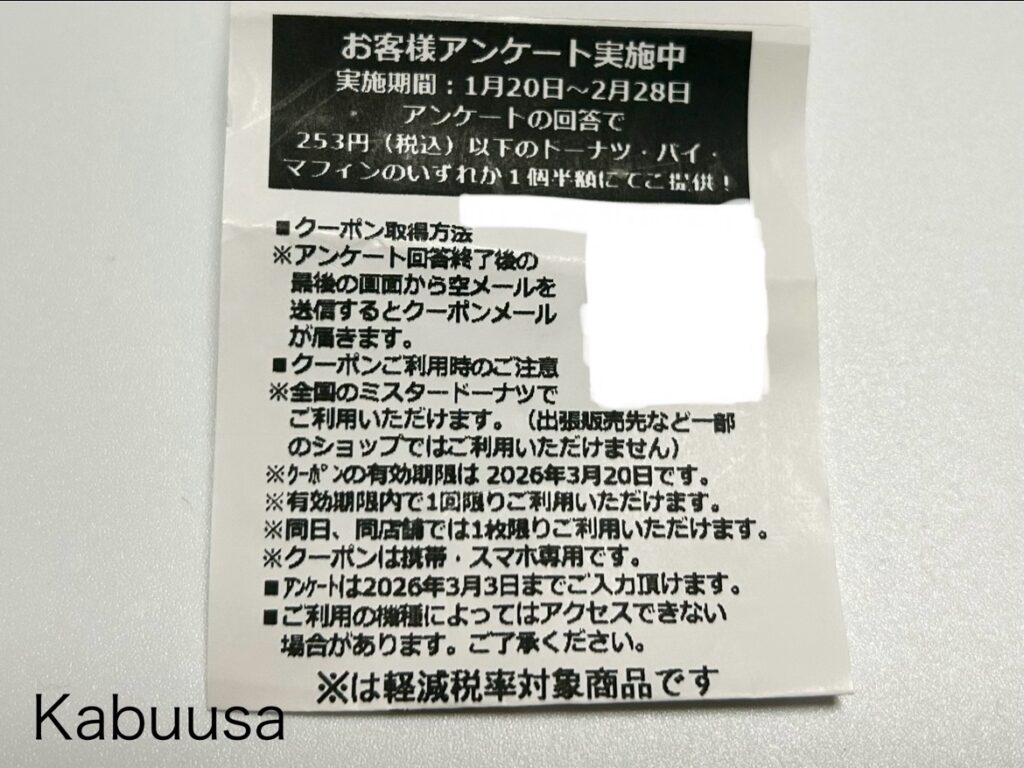 お客様アンケート実施中
実施期間：1月20日～2月28日
アンケートの回答で
253円（税込）以下のドーナツ・パイ・
マフィンのいずれか1個半額にてご提供！
■クーポン取得方法
※アンケート回答終了後の
最後の画面から空メールを
送信するとクーポンメール
が届きます。
■クーポンご利用時のご注意
※全国のミスタードーナツで
ご利用いただけます。（出張販売先など一部
のショップではご利用いただけません）
※ｸｰﾎﾟﾝの有効期限は 2026年3月20日です。
※有効期限内で1回限りご利用いただけます。
※同日、同店舗では1枚限りご利用いただけます。
※クーポンは携帯・スマホ専用です。
■ｱﾝｹｰﾄは2026年3月3日までご入力頂けます。
■ご利用の機種によってはアクセスできない
場合があります。ご了承ください。
※は軽減税率対象商品です
Kabuusa